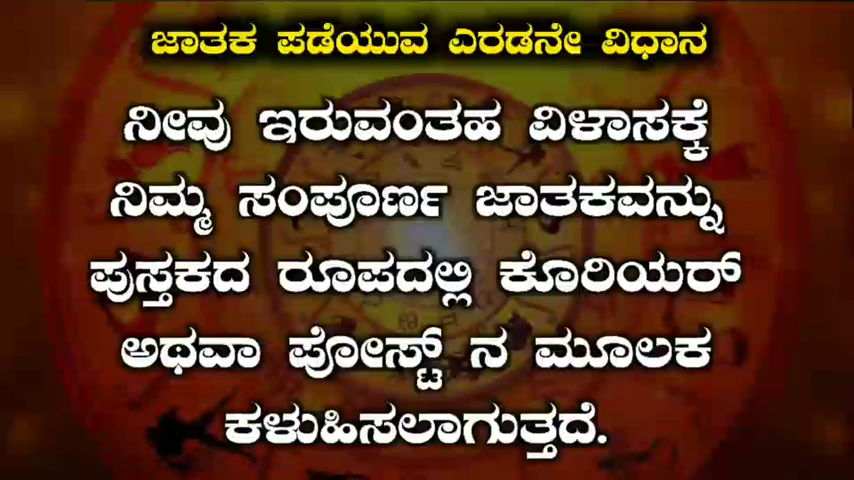 ಜಾತಕ ಪಡೆಯುವ ಎರಡನೇ ವಿಧಾನ
ನೀವು ಇರುವಂತಹ ವಿಳಾಸಕ್ಕೆ
ನಿಮ್ಮ ಸಂಪೂರ್ಣ ಜಾತಕವನ್ನು
ಪುಸ್ತಕದ ರೂಪದಲ್ಲಿ ಕೊರಿಯರ್
ಅಥವಾ ಪೋಸ್ಟ್ ನ ಮೂಲಕ
ಕಳುಹಿಸಲಾಗುತ್ತದೆ.